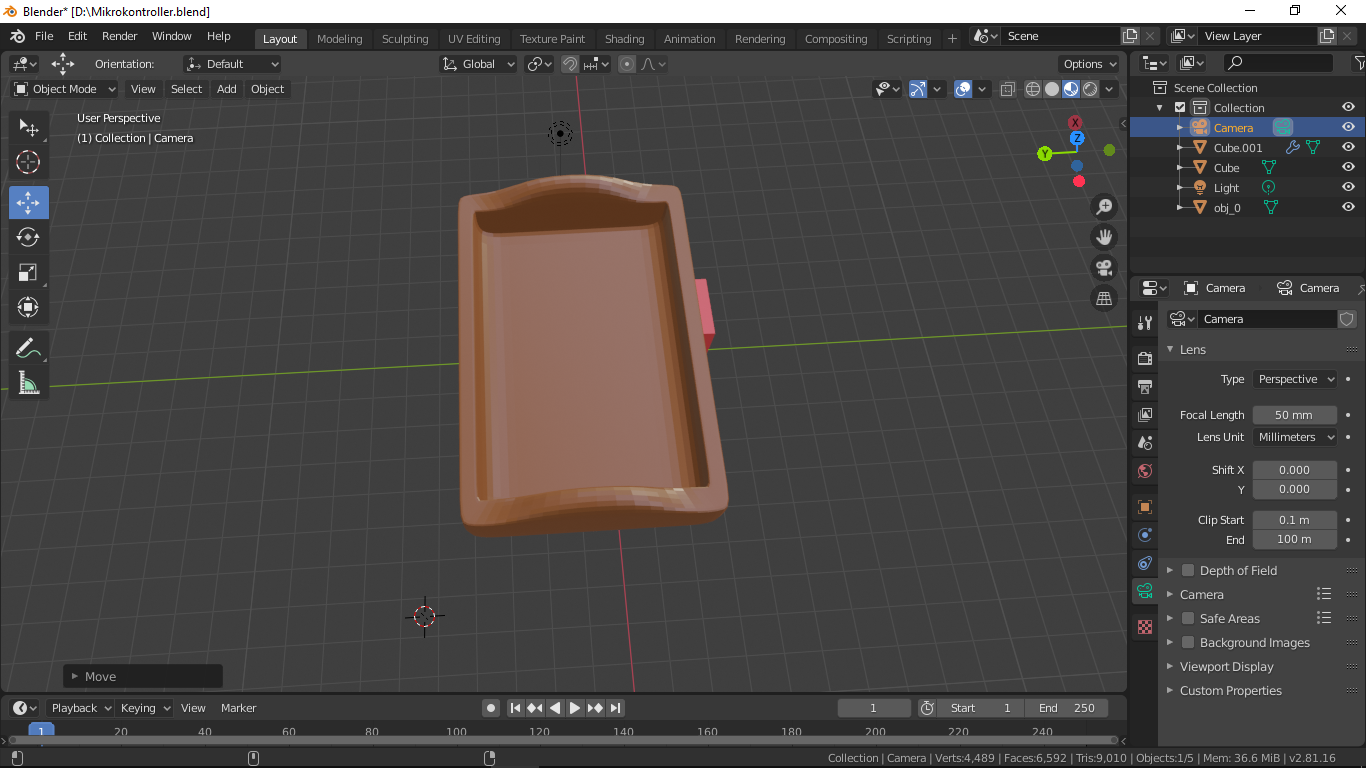 Blender* [D:\Mikrokontroller.blend]
File Edit Render Window Help Layout Modeling Sculpting UV Editing Texture Paint Shading Animation Rendering Compositing Scripting + Scene View Layer
Orientation: Default Global Options
Object Mode View Select Add Object
User Perspective
(1) Collection | Camera
X
Z
Y
Scene Collection
Collection
Camera
Cube.001
Cube
Light
obj_0
Camera Camera
Camera
Lens
Type Perspective
Focal Length 50 mm
Lens Unit Millimeters
Shift X 0.000
Y 0.000
Clip Start 0.1 m
End 100 m
Depth of Field
Camera
Safe Areas
Background Images
Viewport Display
Custom Properties
Move
Playback Keying View Marker 1 Start 1 End 250
1 20 40 60 80 100 120 140 160 180 200 220 240
Collection | Camera | Verts:4,489 | Faces:6,592 | Tris:9,010 | Objects:1/5 | Mem: 36.6 MiB | v2.81.16